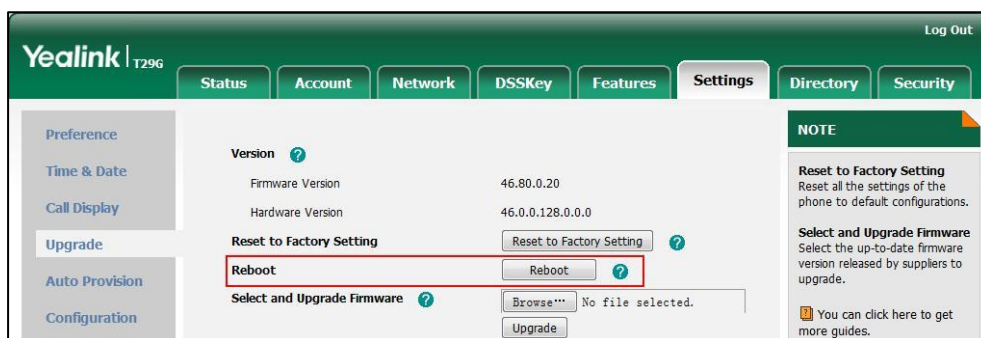 Log Out
Yealink T29G
Status Account Network DSSKey Features Settings Directory Security
Preference
Time & Date
Call Display
Upgrade
Auto Provision
Configuration
Version ?
Firmware Version 46.80.0.20
Hardware Version 46.0.0.128.0.0.0
Reset to Factory Setting Reset to Factory Setting ?
Reboot Reboot ?
Select and Upgrade Firmware ? Browse... No file selected.
Upgrade
NOTE
Reset to Factory Setting
Reset all the settings of the
phone to default configurations.
Select and Upgrade Firmware
Select the up-to-date firmware
version released by suppliers to
upgrade.
? You can click here to get
more guides.